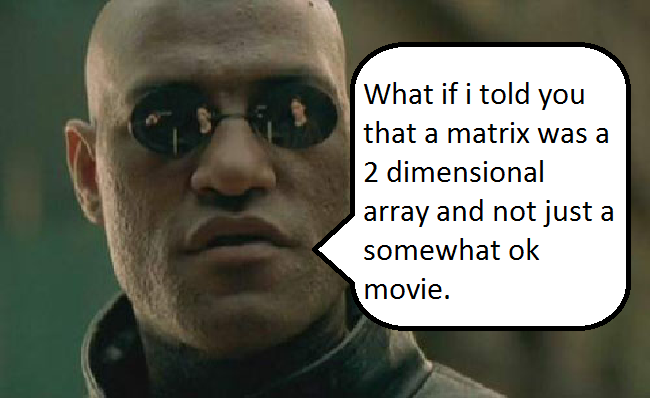 What if i told you
that a matrix was a
2 dimensional
array and not just a
somewhat ok
movie.